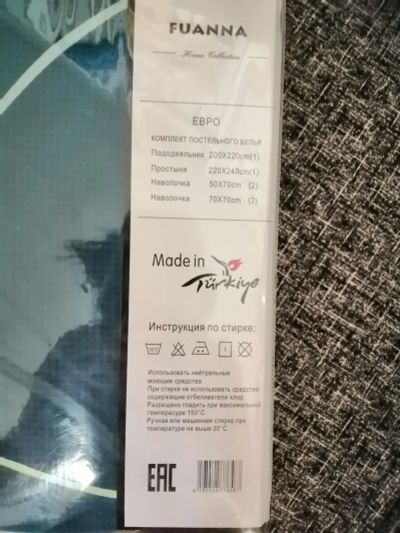 FUANNA
Home Collection
ЕВРО
КОМПЛЕКТ ПОСТЕЛЬНОГО БЕЛЬЯ
Пододеяльник 200X220cm(1)
Простыня 220X240cm(1)
Наволочка 50X70cm (2)
Наволочка 70X70cm (2)
Made in
Türkiye
Инструкция по стирке:
Использовать нейтральные
моющие средства
При стирке не использовать средства
содержащие отбеливатели хлор
Разрешено гладить при максимальной
температуре 150°C
Ручная или машинная стирка при
температуре не выше 30°C
EAC